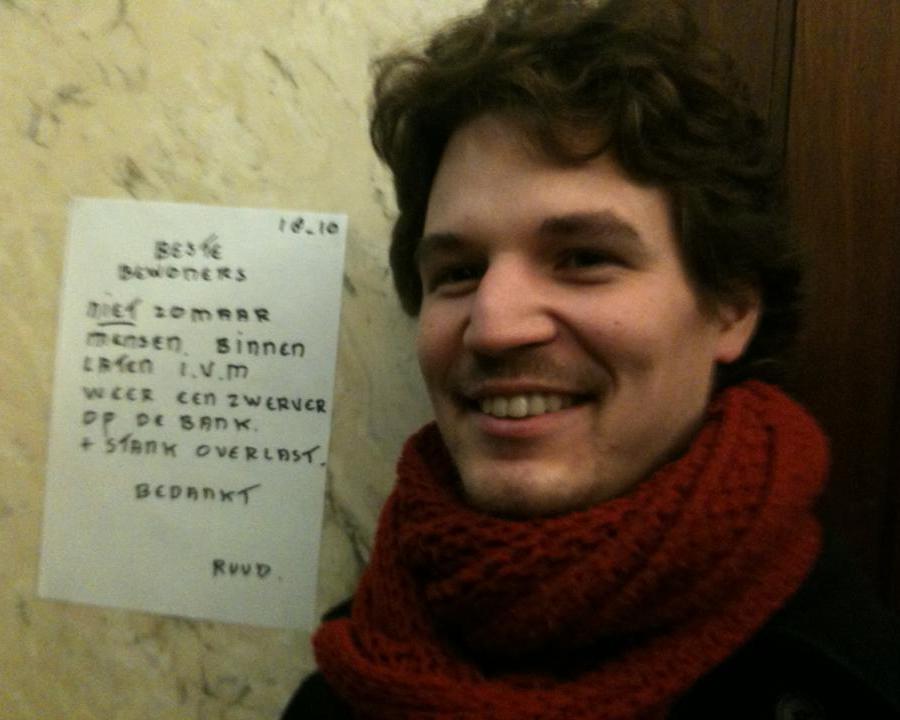 18-10
BESTE
BEWONERS
NIET ZOMAAR
MENSEN BINNEN
LATEN I.V.M
WEER EEN ZWERVER
OP DE BANK.
+ STANK OVERLAST.
BEDANKT
RUUD.